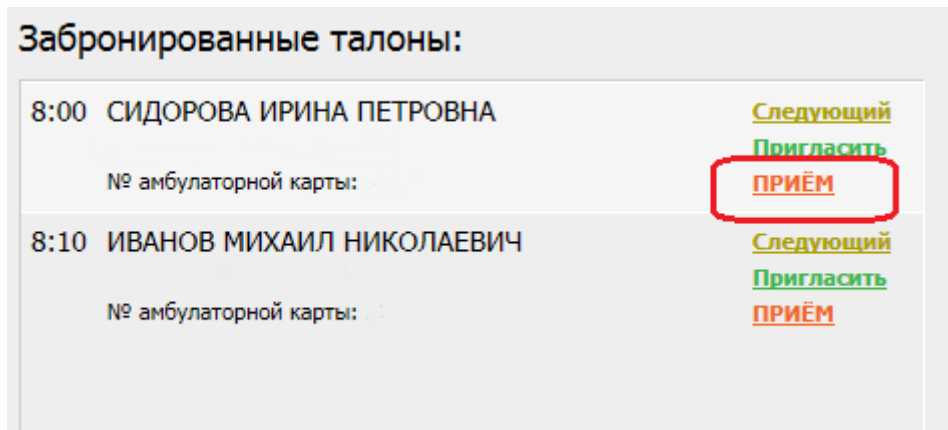 Забронированные талоны:
8:00 СИДОРОВА ИРИНА ПЕТРОВНА Следующий
Пригласить
№ амбулаторной карты: ПРИЁМ
8:10 ИВАНОВ МИХАИЛ НИКОЛАЕВИЧ Следующий
Пригласить
№ амбулаторной карты: ПРИЁМ